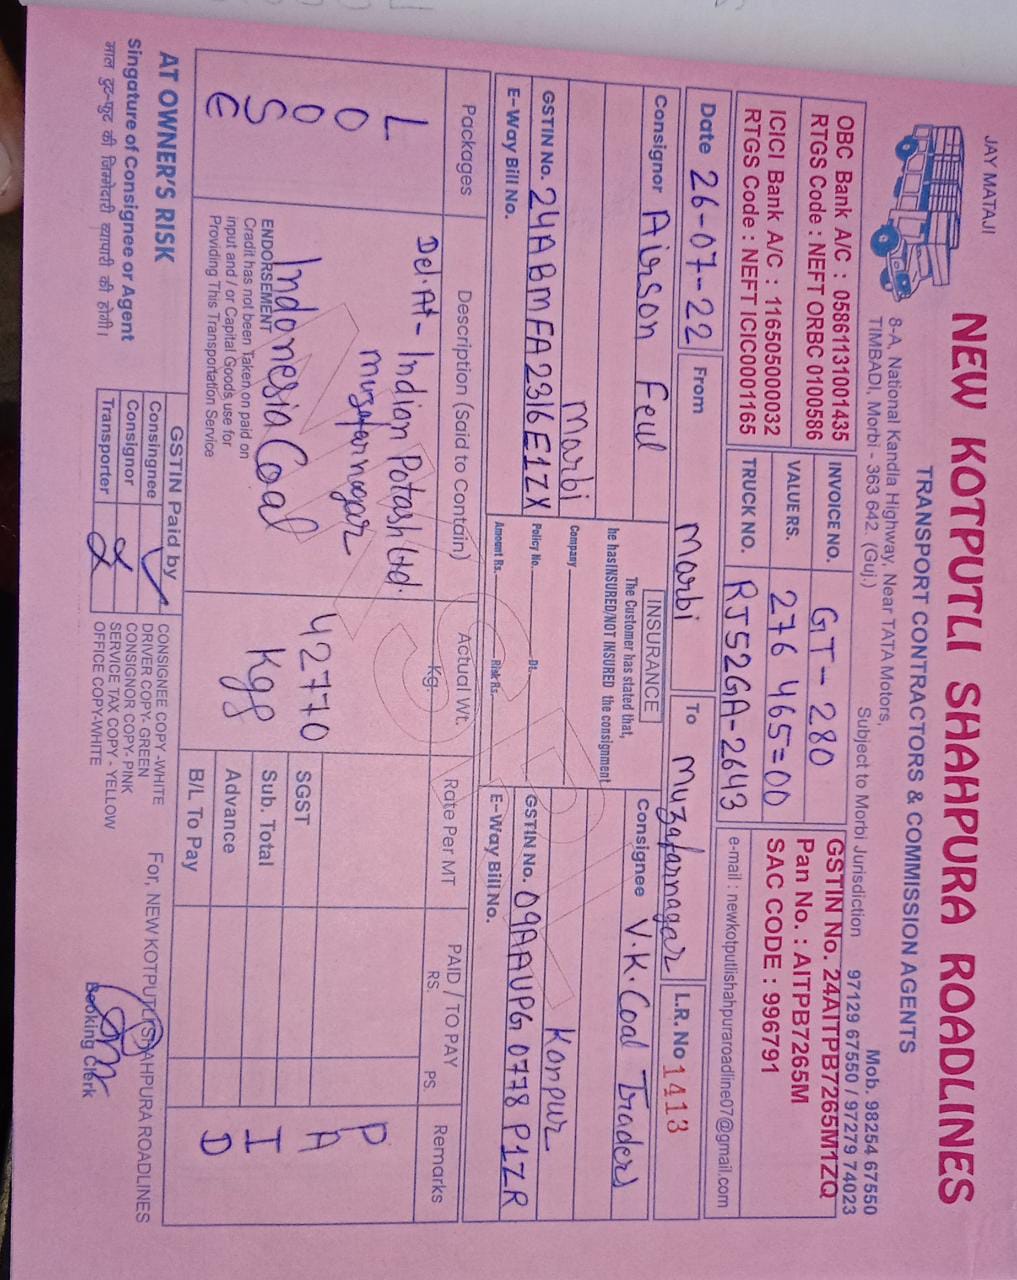 JAY MATAJI
NEW KOTPUTLI SHAHPURA ROADLINES
TRANSPORT CONTRACTORS & COMMISSION AGENTS
8-A, National Kandla Highway, Near TATA Motors,
TIMBADI, Morbi - 363 642. (Guj.)
Subject to Morbi Jurisdiction
Mob. 98254 67550
97129 67550 / 97279 74023
OBC Bank A/C : 05861131001435
RTGS Code : NEFT ORBC 0100586
ICICI Bank A/C : 116505000032
RTGS Code : NEFT ICIC0001165
INVOICE NO. GT-280
VALUE RS. 276 465=00
TRUCK NO. RJ52GA-2643
GSTIN No. 24AITPB7265M1ZQ
Pan No. : AITPB7265M
SAC CODE : 996791
e-mail : newkotputlishahpuraroadline07@gmail.com
Date 26-07-22 From Morbi To Muzafarnagar L.R. No 1413
Consignor Airson Feul
Marbi
GSTIN No. 24ABmFA2316E1ZX
E-Way Bill No.
INSURANCE
The Customer has stated that,
he has INSURED/NOT INSURED the consignment
Company
Policy No. Dt.
Amount Rs. Risk Rs.
Consignee V.K. Coal Traders
Kanpur
GSTIN No. 09AAUPG 0778 P1ZR
E-Way Bill No.
Packages Description (Said to Contain) Actual Wt. Kg. Rate Per MT PAID / TO PAY RS. PS. Remarks
LOOSE
Del. At - Indian Potash Ltd.
Muzafarnagar
Indonesia Coal
42770
Kgs
PAID
ENDORSEMENT
Cradit has not been Taken on paid on
input and / or Capital Goods, use for
Providing This Transportation Service
SGST
Sub. Total
Advance
B/L To Pay
AT OWNER'S RISK
Singature of Consignee or Agent
माल टूट-फूट की जिम्मेदारी व्यापारी की होगी।
GSTIN Paid by
Consingnee ✓
Consignor x
Transporter x
CONSIGNEE COPY -WHITE
DRIVER COPY- GREEN
CONSIGNOR COPY- PINK
SERVICE TAX COPY - YELLOW
OFFICE COPY-WHITE
For, NEW KOTPUTLI SHAHPURA ROADLINES
Booking Clerk